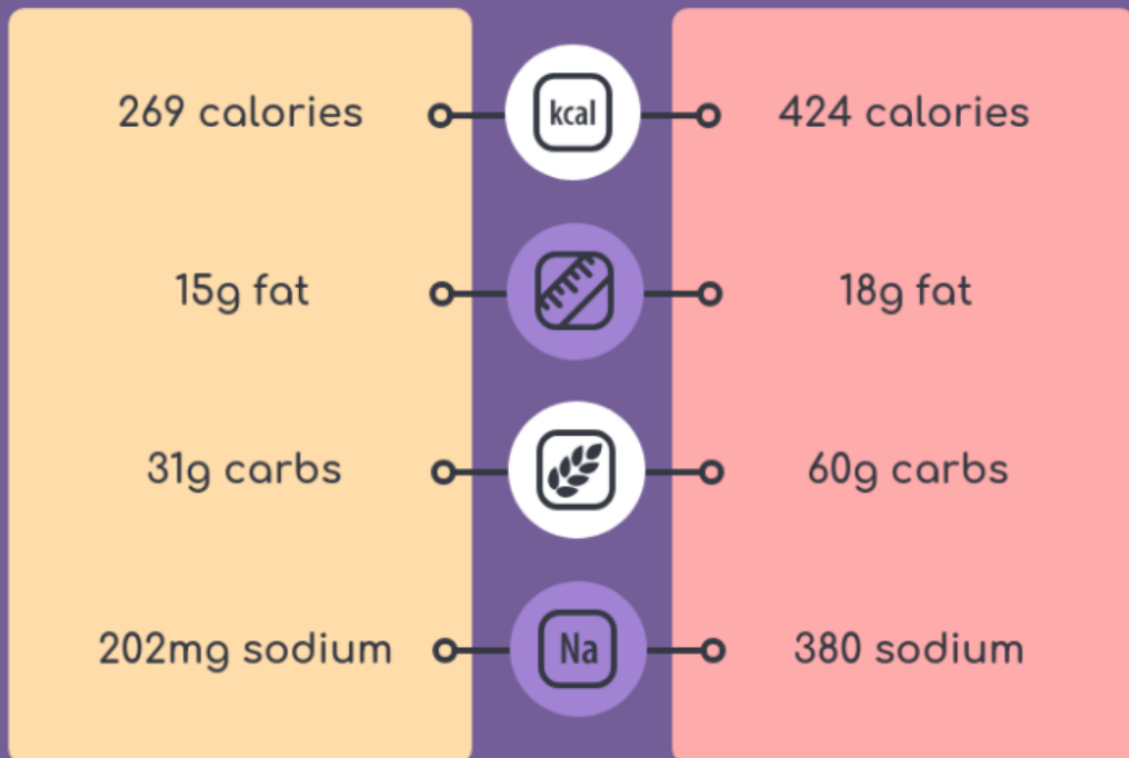 269 calories
kcal
424 calories
15g fat
18g fat
31g carbs
60g carbs
202mg sodium
Na
380 sodium